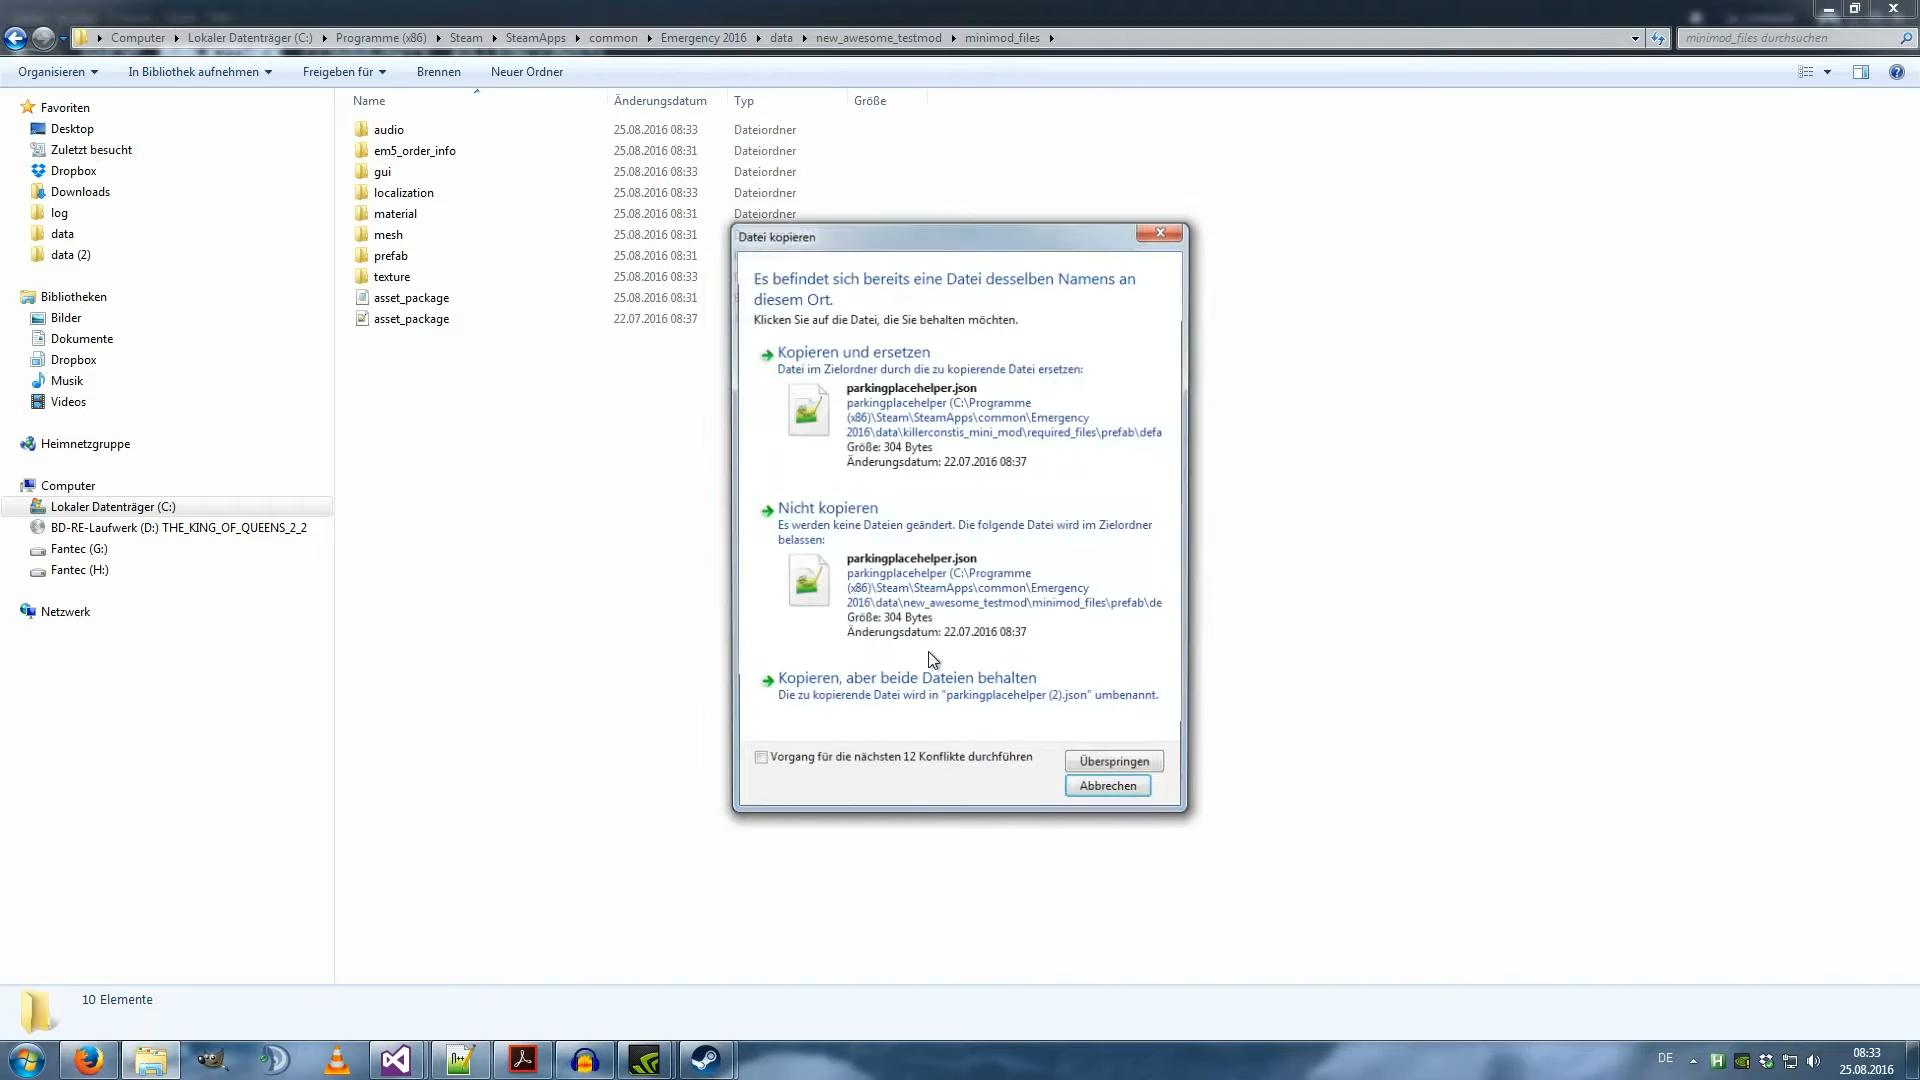 Computer
Lokaler Datenträger (C:)
Programme (x86)
Steam
SteamApps
common
Emergency 2016
data
new_awesome_testmod
minimod_files
minimod_files durchsuchen
Organisieren
In Bibliothek aufnehmen
Freigeben für
Brennen
Neuer Ordner
Favoriten
Desktop
Zuletzt besucht
Dropbox
Downloads
log
data
data (2)
Bibliotheken
Bilder
Dokumente
Dropbox
Musik
Videos
Heimnetzgruppe
Computer
Lokaler Datenträger (C:)
BD-RE-Laufwerk (D:) THE_KING_OF_QUEENS_2_2
Fantec (G:)
Fantec (H:)
Netzwerk
Name Änderungsdatum Typ Größe
audio 25.08.2016 08:33 Dateiordner
em5_order_info 25.08.2016 08:31 Dateiordner
gui 25.08.2016 08:33 Dateiordner
localization 25.08.2016 08:33 Dateiordner
material 25.08.2016 08:31 Dateiordner
mesh 25.08.2016 08:31
prefab 25.08.2016 08:31
texture 25.08.2016 08:33
asset_package 25.08.2016 08:31
asset_package 22.07.2016 08:37
Datei kopieren
Es befindet sich bereits eine Datei desselben Namens an
diesem Ort.
Klicken Sie auf die Datei, die Sie behalten möchten.
Kopieren und ersetzen
Datei im Zielordner durch die zu kopierende Datei ersetzen:
parkingplacehelper.json
parkingplacehelper (C:\Programme
(x86)\Steam\SteamApps\common\Emergency
2016\data\killerconstis_mini_mod\required_files\prefab\defa
Größe: 304 Bytes
Änderungsdatum: 22.07.2016 08:37
Nicht kopieren
Es werden keine Dateien geändert. Die folgende Datei wird im Zielordner
belassen:
parkingplacehelper.json
parkingplacehelper (C:\Programme
(x86)\Steam\SteamApps\common\Emergency
2016\data\new_awesome_testmod\minimod_files\prefab\de
Größe: 304 Bytes
Änderungsdatum: 22.07.2016 08:37
Kopieren, aber beide Dateien behalten
Die zu kopierende Datei wird in "parkingplacehelper (2).json" umbenannt.
Vorgang für die nächsten 12 Konflikte durchführen
Überspringen
Abbrechen
10 Elemente
DE
08:33
25.08.2016